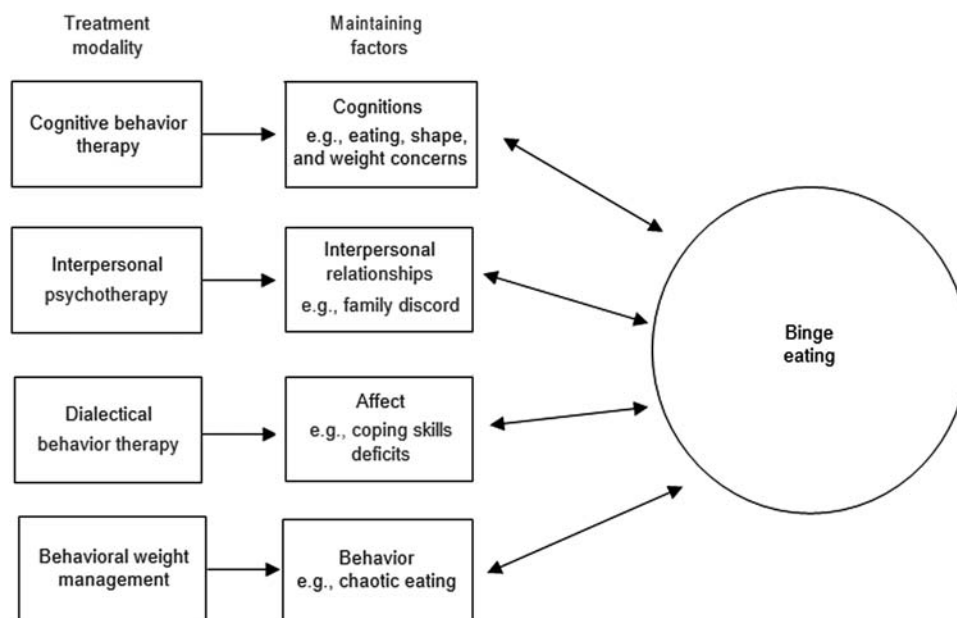 Treatment
modality
Maintaining
factors
Cognitive behavior
therapy
Cognitions
e.g., eating, shape,
and weight concerns
Interpersonal
psychotherapy
Interpersonal
relationships
e.g., family discord
Binge
eating
Dialectical
behavior therapy
Affect
e.g., coping skills
deficits
Behavioral weight
management
Behavior
e.g., chaotic eating